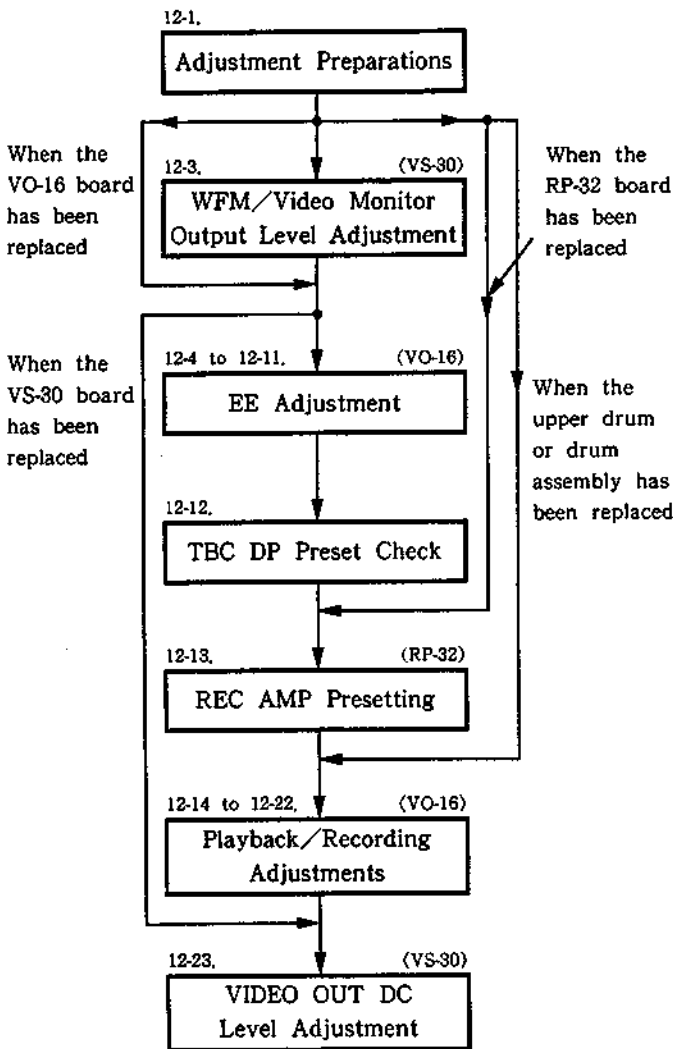 12-1.
Adjustment Preparations
When the
VO-16 board
has been
replaced
12-3. (VS-30)
WFM/Video Monitor
Output Level Adjustment
When the
RP-32 board
has been
replaced
When the
VS-30 board
has been
replaced
12-4 to 12-11. (VO-16)
EE Adjustment
When the
upper drum
or drum
assembly has
been replaced
12-12.
TBC DP Preset Check
12-13. (RP-32)
REC AMP Presetting
12-14 to 12-22. (VO-16)
Playback/Recording
Adjustments
12-23. (VS-30)
VIDEO OUT DC
Level Adjustment